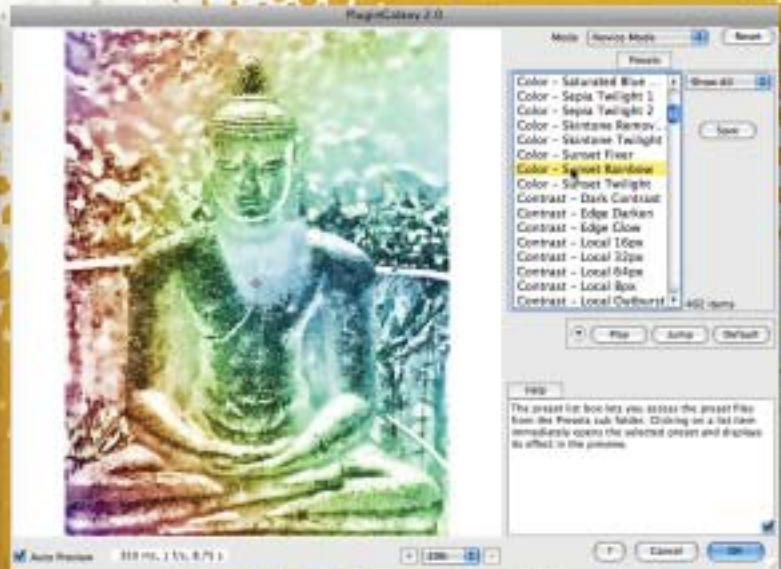 PluginGalaxy 2.0
Mode Novice Mode Reset
Presets
Color - Saturated Blue ...
Show All
Color - Sepia Twilight 1
Color - Sepia Twilight 2
Color - Skintone Remov...
Save
Color - Skintone Twilight
Color - Sunset Fixer
Color - Sunset Rainbow
Color - Sunset Twilight
Contrast - Dark Contrast
Contrast - Edge Darken
Contrast - Edge Glow
Contrast - Local 16px
Contrast - Local 32px
Contrast - Local 64px
Contrast - Local 8px
Contrast - Local Outburst
402 items
Play Jump Default
Help
The preset list box lets you access the preset files
from the Presets sub folder. Clicking on a list item
immediately opens the selected preset and displays
its effect in the preview.
Auto Preview
? Cancel OK